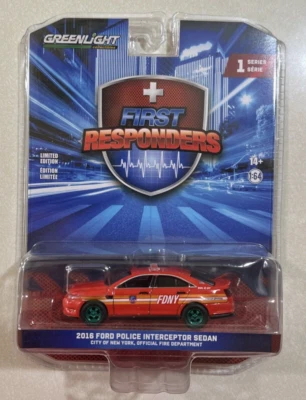 GREENLIGHT
1 SERIES
SÉRIE
FIRST
RESPONDERS
LIMITED
EDITION
EDITION
LIMITÉE
14+
1:64
FDNY
2016 FORD POLICE INTERCEPTOR SEDAN
CITY OF NEW YORK, OFFICIAL FIRE DEPARTMENT